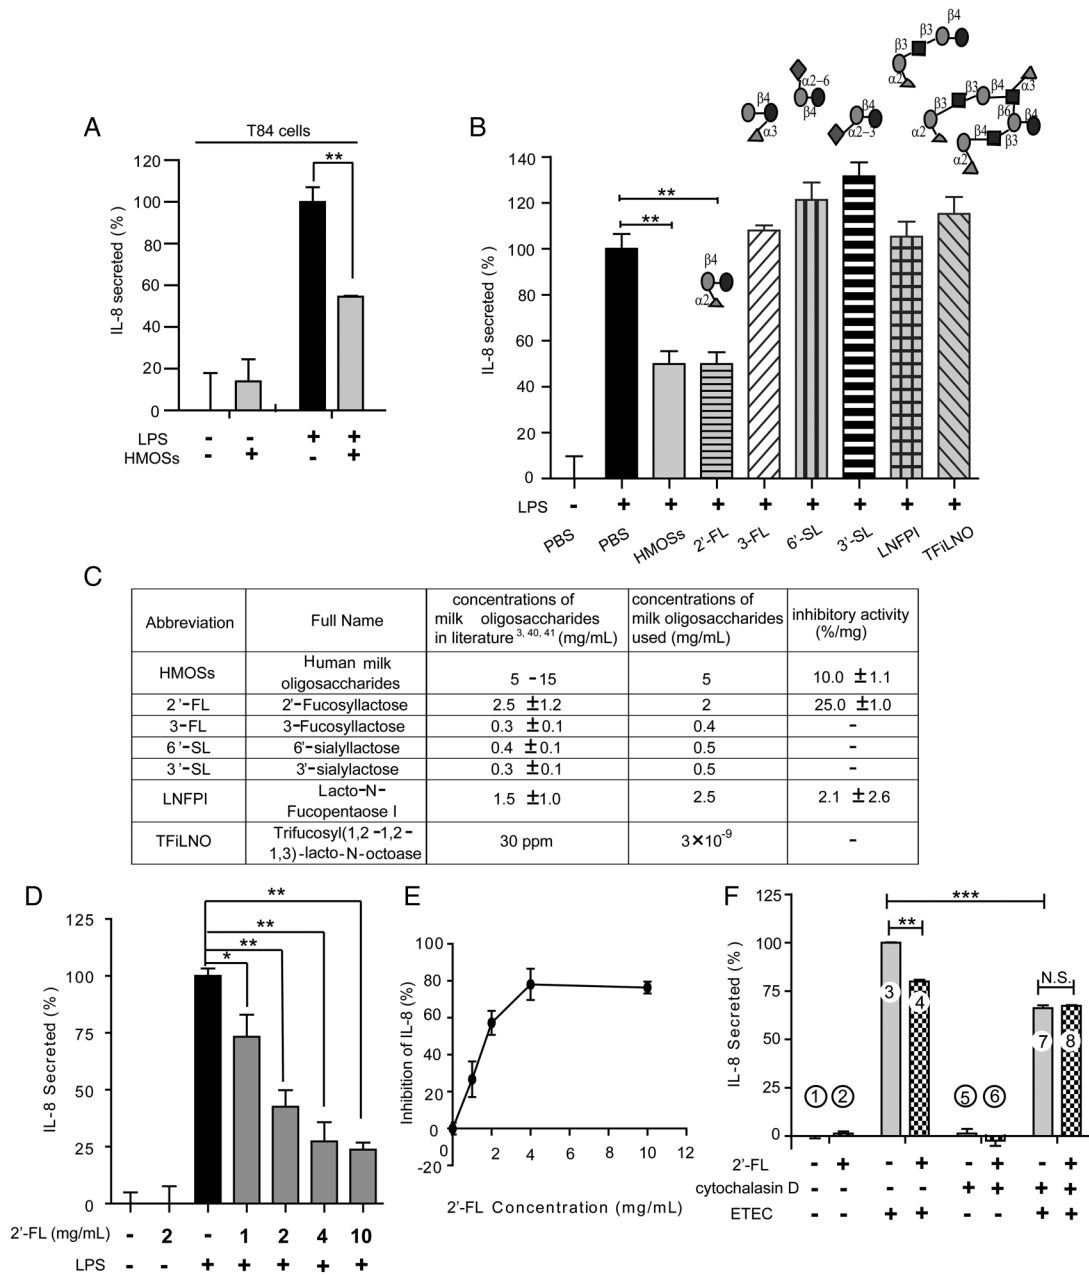 A
T84 cells
**
120
100
80
60
40
20
0
IL-8 secreted (%)
LPS - - + +
HMOSs - + - +
B
β4
α3
α2-6
β4
β4
α2-3
β3
β3
β4
α2
β3
β3
β4
α3
α2
β6
β4
β4
β3
α2
140
120
100
80
60
40
20
0
IL-8 secreted (%)
**
**
β4
α2
LPS - + + + + + + + +
PBS PBS HMOSs 2'-FL 3-FL 6'-SL 3'-SL LNFPI TFiLNO
C
Abbreviation
Full Name
concentrations of
milk oligosaccharides
in literature 3, 40, 41 (mg/mL)
concentrations of
milk oligosaccharides
used (mg/mL)
inhibitory activity
(%/mg)
HMOSs
Human milk
oligosaccharides
5 -15
5
10.0 ±1.1
2'-FL 2'-Fucosyllactose 2.5 ±1.2 2 25.0 ±1.0
3-FL 3-Fucosyllactose 0.3 ±0.1 0.4 -
6'-SL 6'-sialyllactose 0.4 ±0.1 0.5 -
3'-SL 3'-sialylactose 0.3 ±0.1 0.5 -
LNFPI
Lacto-N-
Fucopentaose I
1.5 ±1.0
2.5
2.1 ±2.6
TFiLNO
Trifucosyl(1,2-1,2-
1,3)-lacto-N-octoase
30 ppm
3×10-9
-
D
125
100
75
50
25
0
IL-8 Secreted (%)
**
**
**
*
2'-FL (mg/mL) - 2 - 1 2 4 10
LPS - - + + + + +
E
100
80
60
40
20
0
-20
Inhibition of IL-8 (%)
0 2 4 6 8 10 12
2'-FL Concentration (mg/mL)
F
125
100
75
50
25
0
IL-8 Secreted (%)
***
**
N.S.
1 2 3 4 5 6 7 8
2'-FL - + - + - + - +
cytochalasin D - - - - + + + +
ETEC - - + + - - + +